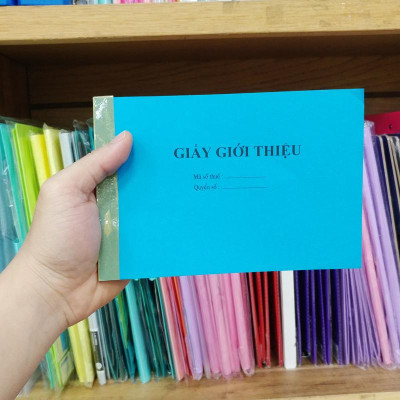 GIẤY GIỚI THIỆU
Mã số thuế:
Quyển số: